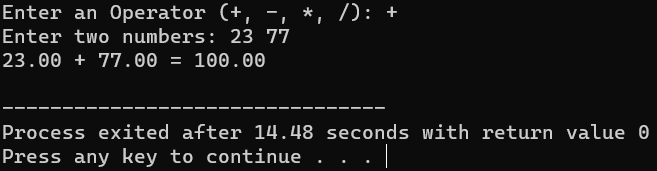 Enter an Operator (+, -, *, /): +
Enter two numbers: 23 77
23.00 + 77.00 = 100.00
--------------------------------
Process exited after 14.48 seconds with return value 0
Press any key to continue . . .